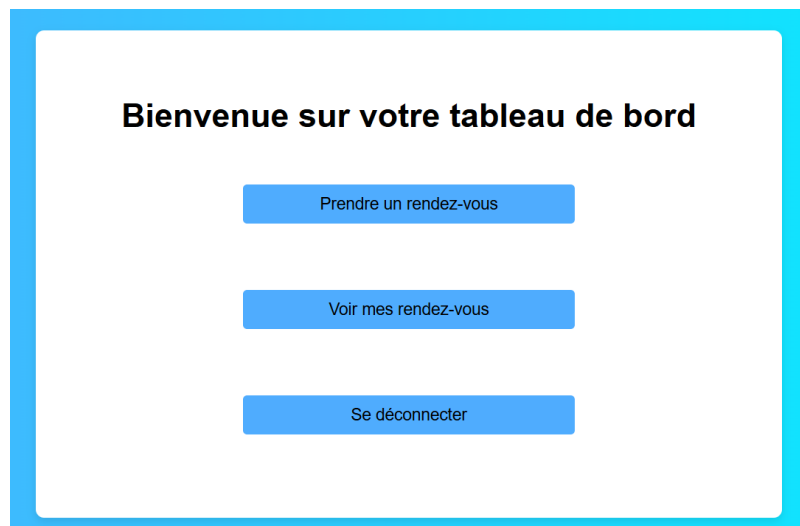 Bienvenue sur votre tableau de bord
Prendre un rendez-vous
Voir mes rendez-vous
Se déconnecter